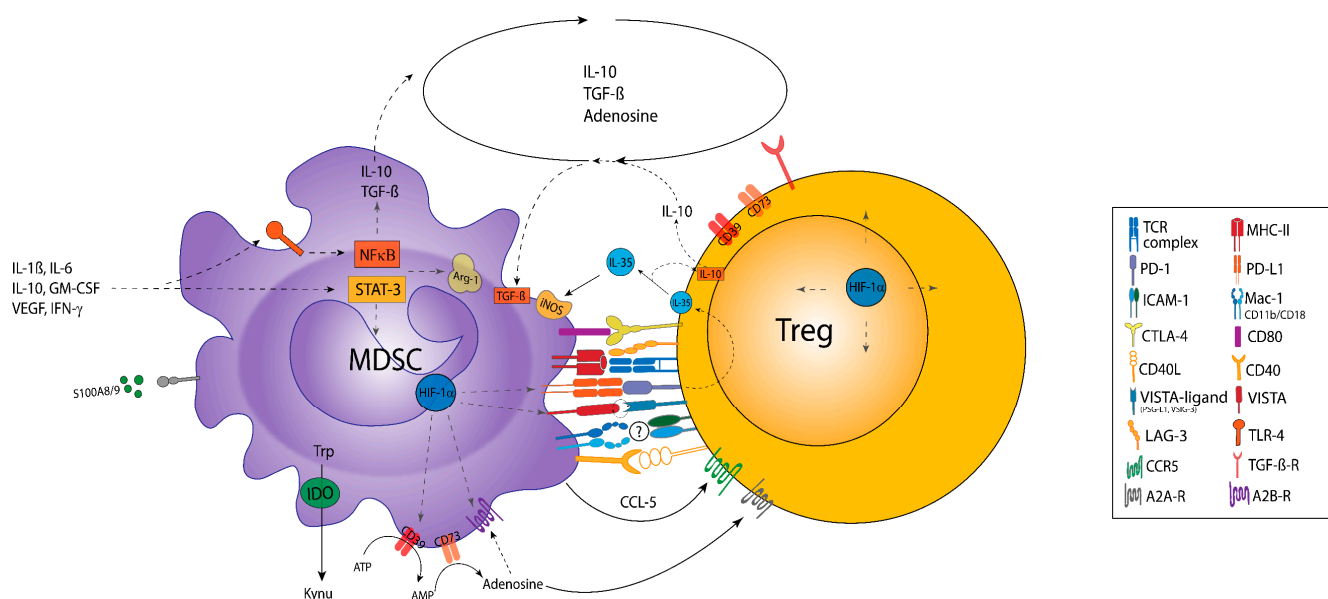 IL-10
TGF-ß
Adenosine
IL-10
TGF-ß
NFκB
STAT-3
Arg-1
IL-1ß, IL-6
IL-10, GM-CSF
VEGF, IFN-γ
S100A8/9
MDSC
HIF-1α
Trp
IDO
Kynu
CD39
CD73
ATP
AMP
Adenosine
TGF-ß
iNOS
IL-35
IL-35
IL-10
IL-10
CD39
CD73
?
CCL-5
Treg
HIF-1α
TCR
complex
MHC-II
PD-1
PD-L1
ICAM-1
Mac-1
CD11b/CD18
CTLA-4
CD80
CD40L
CD40
VISTA-ligand
(PSG-L1, VSIG-3)
VISTA
LAG-3
TLR-4
CCR5
TGF-ß-R
A2A-R
A2B-R